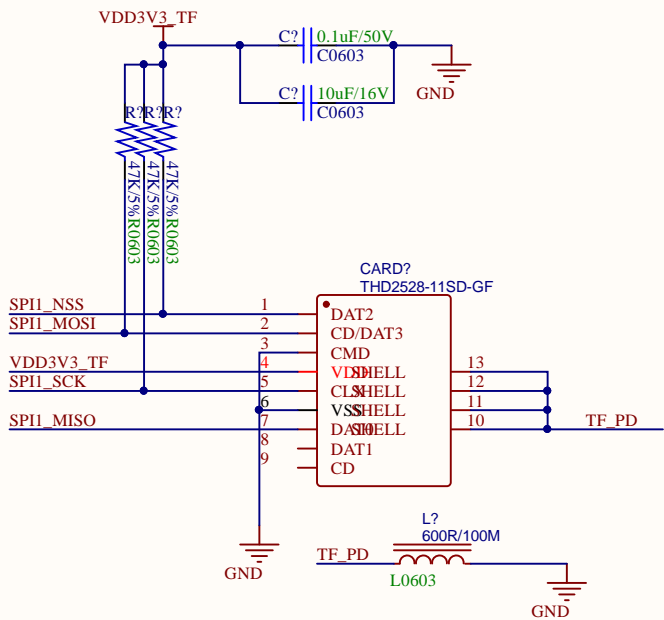 VDD3V3_TF
C? 0.1uF/50V
C0603
GND
C? 10uF/16V
C0603
R? R? R?
47K/5% R0603
47K/5% R0603
47K/5% R0603
CARD?
THD2528-11SD-GF
SPI1_NSS 1 DAT2
SPI1_MOSI 2 CD/DAT3
3 CMD
VDD3V3_TF 4 VDD SHELL 13
SPI1_SCK 5 CLK SHELL 12
6 VSS SHELL 11
SPI1_MISO 7 DAT0 SHELL 10 TF_PD
8 DAT1
9 CD
L?
600R/100M
TF_PD
L0603
GND
GND